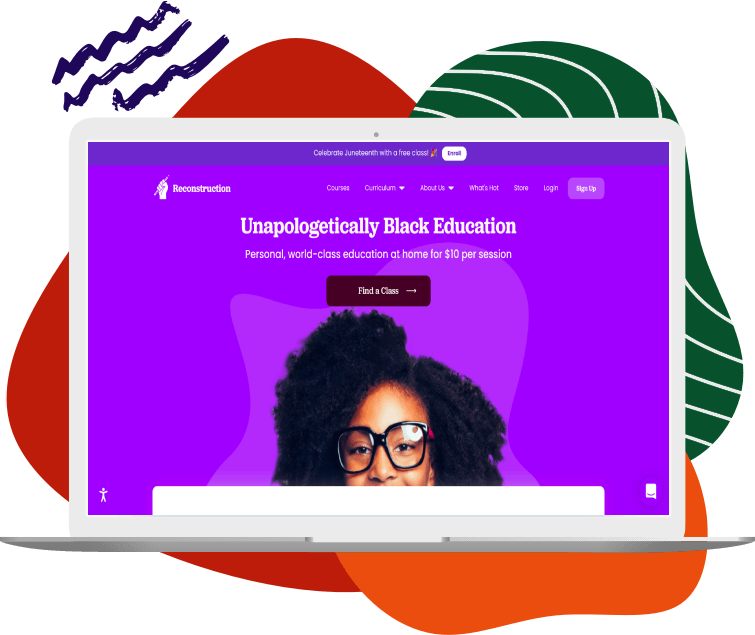 Celebrate Juneteenth with a free class! 🎉 Enroll
Reconstruction
Courses Curriculum About Us What's Hot Store Login Sign Up
Unapologetically Black Education
Personal, world-class education at home for $10 per session
Find a Class →